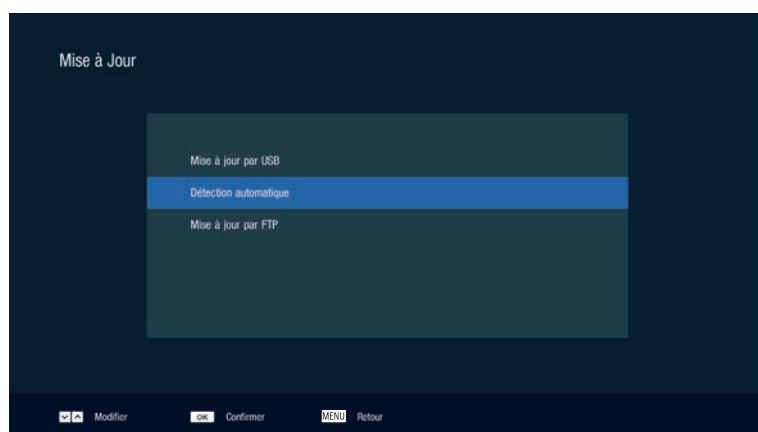 Mise à Jour
Mise à jour par USB
Détection automatique
Mise à jour par FTP
Modifier OK Confirmer MENU Retour